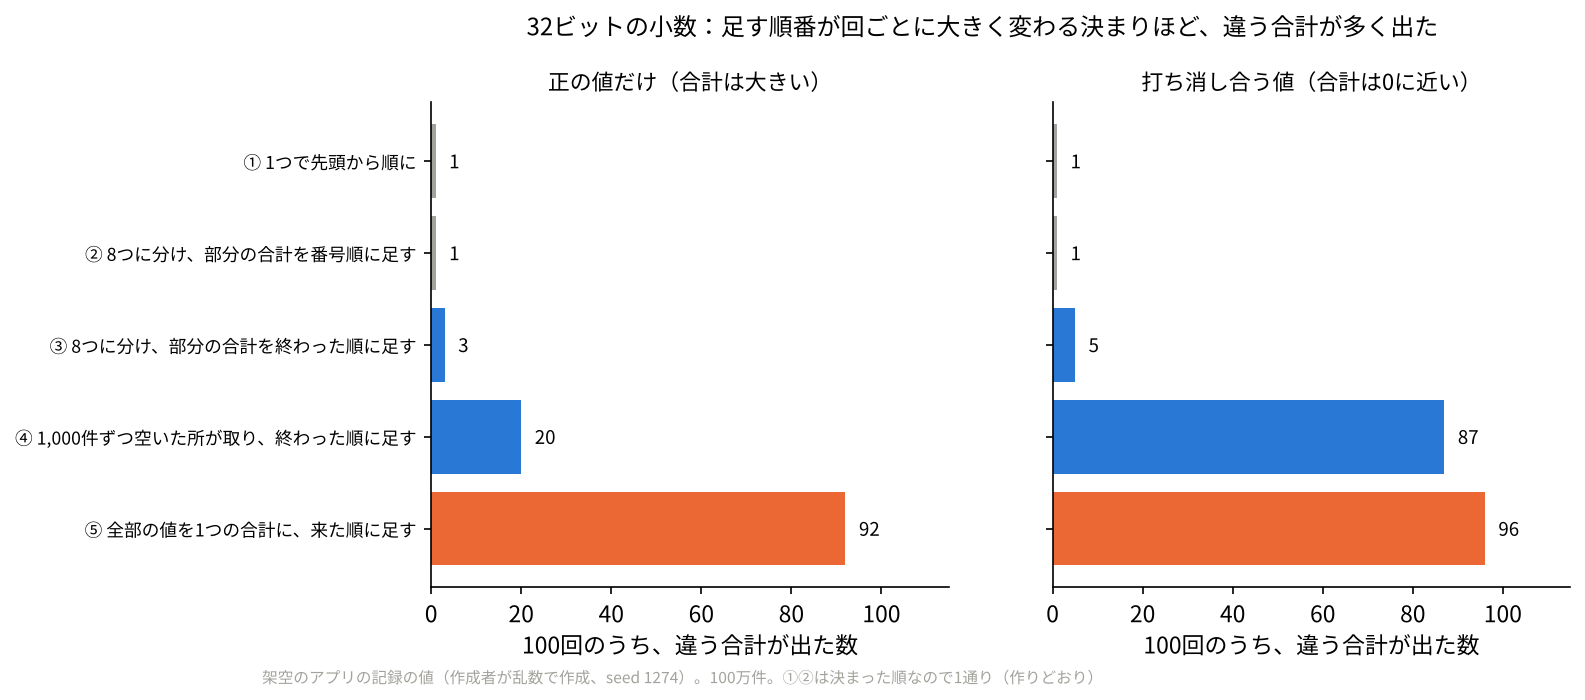 32ビットの小数：足す順番が回ごとに大きく変わる決まりほど、違う合計が多く出た
正の値だけ（合計は大きい）
① 1つで先頭から順に
1
② 8つに分け、部分の合計を番号順に足す
1
③ 8つに分け、部分の合計を終わった順に足す
3
④ 1,000件ずつ空いた所が取り、終わった順に足す
20
⑤ 全部の値を1つの合計に、来た順に足す
92
0 20 40 60 80 100
100回のうち、違う合計が出た数
打ち消し合う値（合計は0に近い）
1
1
5
87
96
0 20 40 60 80 100
100回のうち、違う合計が出た数
架空のアプリの記録の値（作成者が乱数で作成、seed 1274）。100万件。①②は決まった順なので1通り（作りどおり）